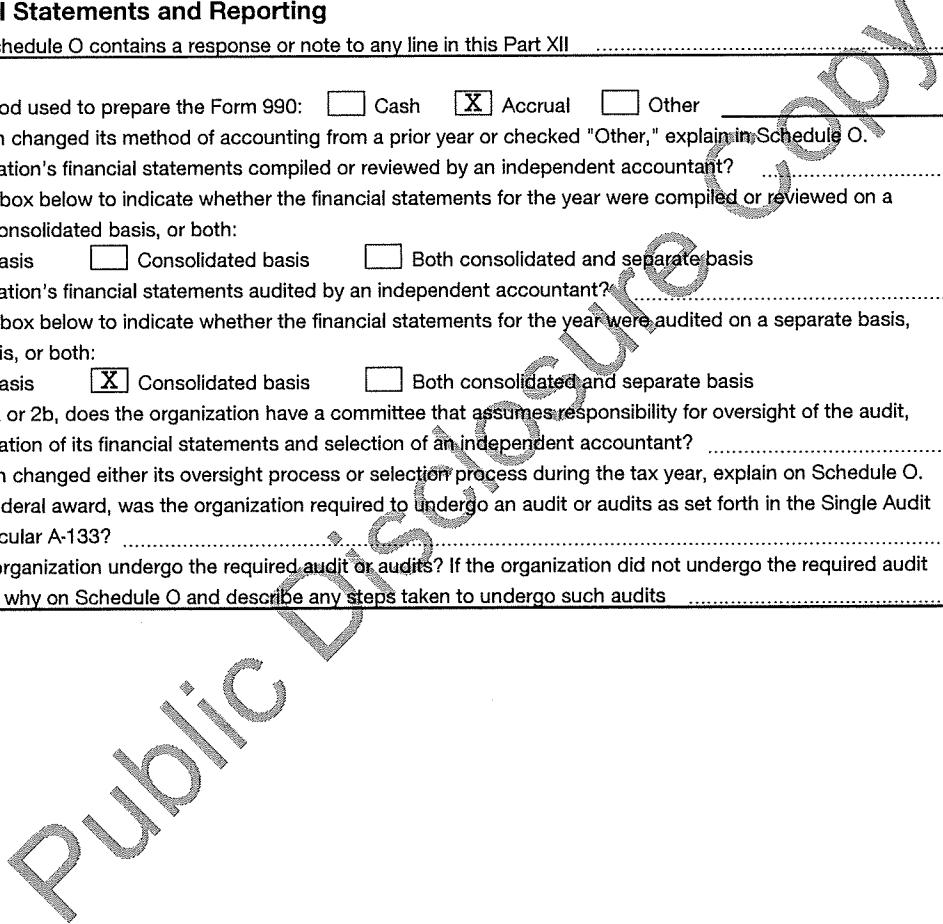 l Statements and Reporting
hedule O contains a response or note to any line in this Part XII
od used to prepare the Form 990: Cash X Accrual Other
n changed its method of accounting from a prior year or checked "Other," explain in Schedule O.
ation's financial statements compiled or reviewed by an independent accountant?
box below to indicate whether the financial statements for the year were compiled or reviewed on a
onsolidated basis, or both:
asis Consolidated basis Both consolidated and separate basis
ation's financial statements audited by an independent accountant?
box below to indicate whether the financial statements for the year were audited on a separate basis,
is, or both:
asis X Consolidated basis Both consolidated and separate basis
or 2b, does the organization have a committee that assumes responsibility for oversight of the audit,
ation of its financial statements and selection of an independent accountant?
n changed either its oversight process or selection process during the tax year, explain on Schedule O.
deral award, was the organization required to undergo an audit or audits as set forth in the Single Audit
cular A-133?
organization undergo the required audit or audits? If the organization did not undergo the required audit
why on Schedule O and describe any steps taken to undergo such audits
Public Disclosure Copy